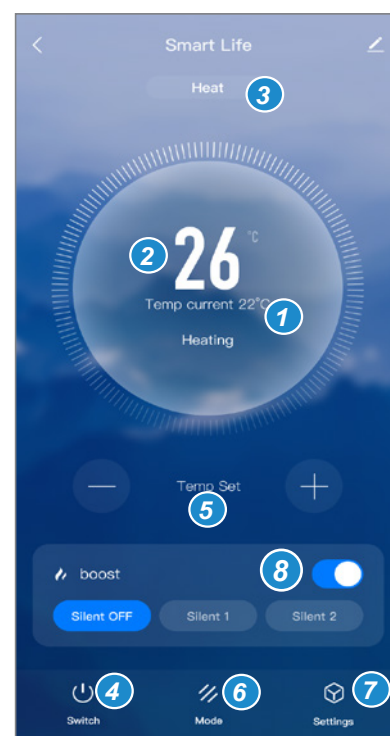 Smart Life
Heat 3
2 26 °C
Temp current 22°C 1
Heating
Temp Set
5
boost 8
Silent OFF Silent 1 Silent 2
4 6 7
Switch Mode Settings